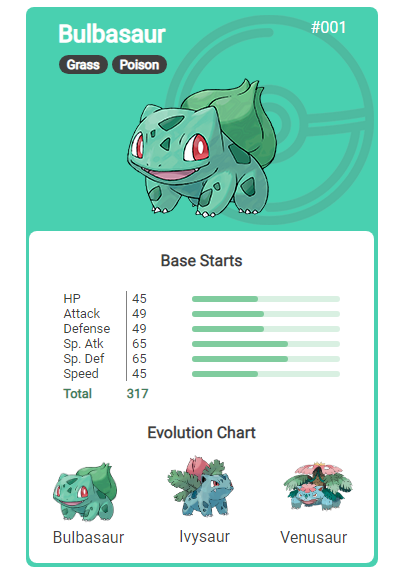 Bulbasaur #001
Grass Poison
Base Starts
HP 45
Attack 49
Defense 49
Sp. Atk 65
Sp. Def 65
Speed 45
Total 317
Evolution Chart
Bulbasaur Ivysaur Venusaur